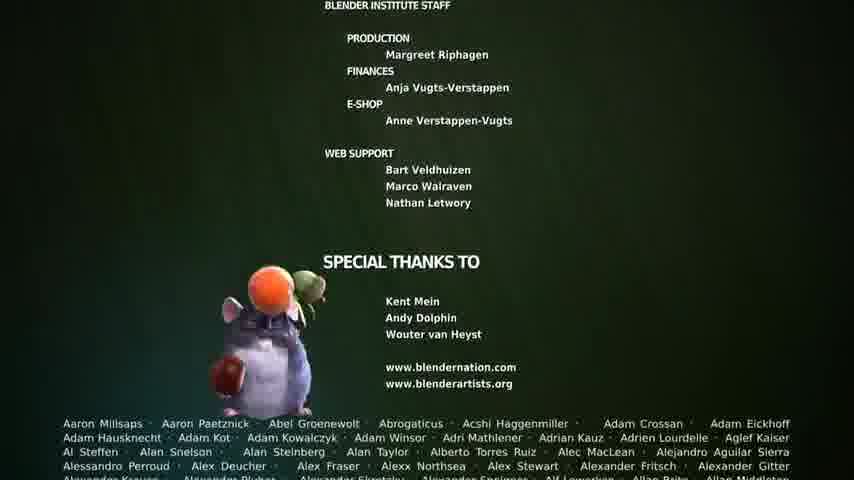 BLENDER INSTITUTE STAFF
PRODUCTION
Margreet Riphagen
FINANCES
Anja Vugts-Verstappen
E-SHOP
Anne Verstappen-Vugts
WEB SUPPORT
Bart Veldhuizen
Marco Walraven
Nathan Letwory
SPECIAL THANKS TO
Kent Mein
Andy Dolphin
Wouter van Heyst
www.blendernation.com
www.blenderartists.org
Aaron Millsaps · Aaron Paetznick · Abel Groenewolt · Abrogaticus · Acshi Haggenmiller · Adam Crossan · Adam Eickhoff
Adam Hausknecht · Adam Kot · Adam Kowalczyk · Adam Winsor · Adri Mathlener · Adrian Kauz · Adrien Lourdelle · Aglef Kaiser
Al Steffen · Alan Snelson · Alan Steinberg · Alan Taylor · Alberto Torres Ruiz · Alec MacLean · Alejandro Aguilar Sierra
Alessandro Perroud · Alex Deucher · Alex Fraser · Alexx Northsea · Alex Stewart · Alexander Fritsch · Alexander Gitter